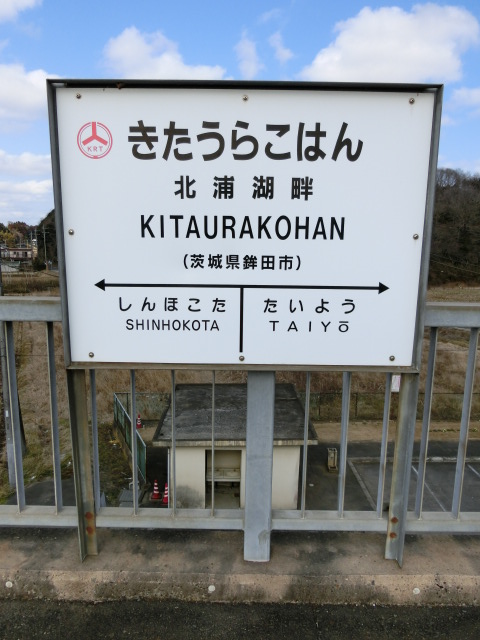 KRT
きたうらこはん
北浦湖畔
KITAURAKOHAN
(茨城県鉾田市)
しんほこた
SHINHOKOTA
たいよう
TAIYŌ